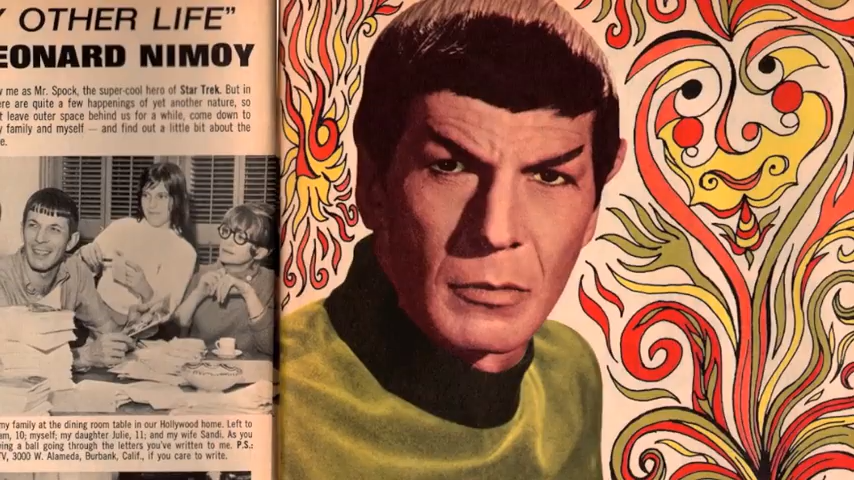 Y OTHER LIFE"
EONARD NIMOY
w me as Mr. Spock, the super-cool hero of Star Trek. But in
ere are quite a few happenings of yet another nature, so
t leave outer space behind us for a while, come down to
y family and myself — and find out a little bit about the
e.
my family at the dining room table in our Hollywood home. Left to
am, 10; myself; my daughter Julie, 11; and my wife Sandi. As you
ving a ball going through the letters you've written to me. P.S.:
TV, 3000 W. Alameda, Burbank, Calif., if you care to write.